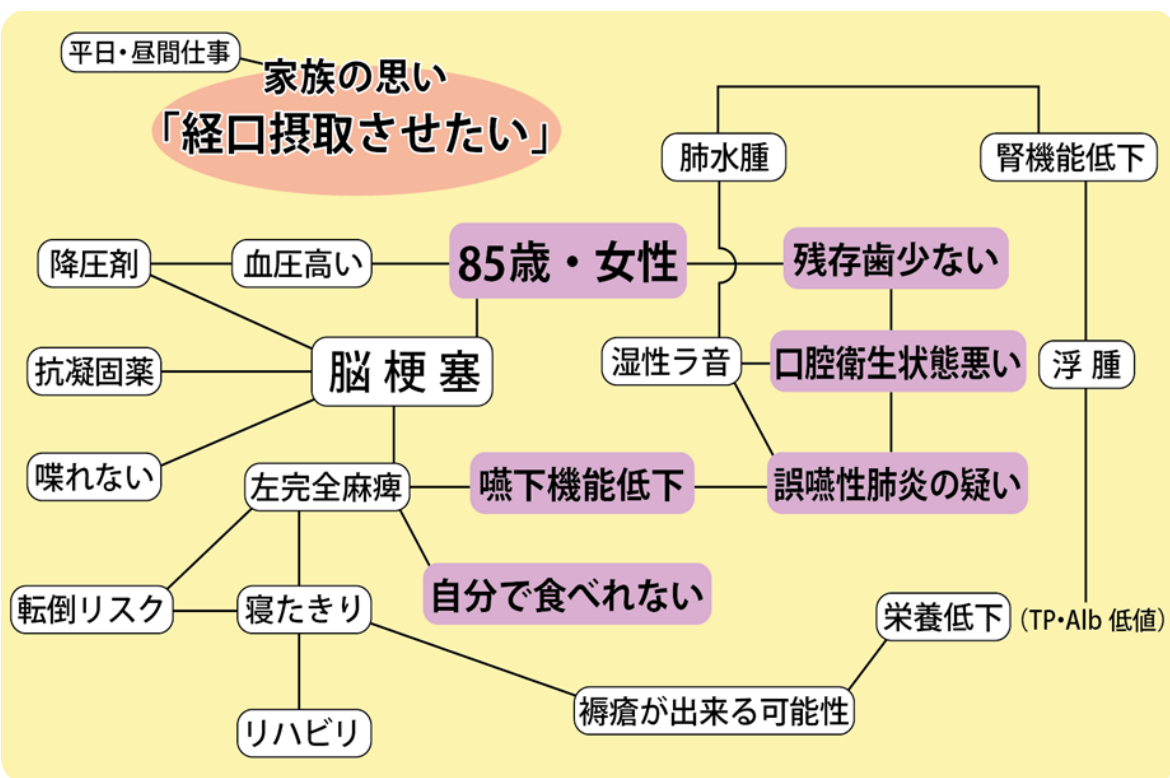 平日・昼間仕事
家族の思い
「経口摂取させたい」
肺水腫
腎機能低下
降圧剤
血圧高い
85歳・女性
残存歯少ない
抗凝固薬
脳梗塞
湿性ラ音
口腔衛生状態悪い
浮腫
喋れない
左完全麻痺
嚥下機能低下
誤嚥性肺炎の疑い
自分で食べれない
転倒リスク
寝たきり
栄養低下
(TP・Alb 低値)
褥瘡が出来る可能性
リハビリ